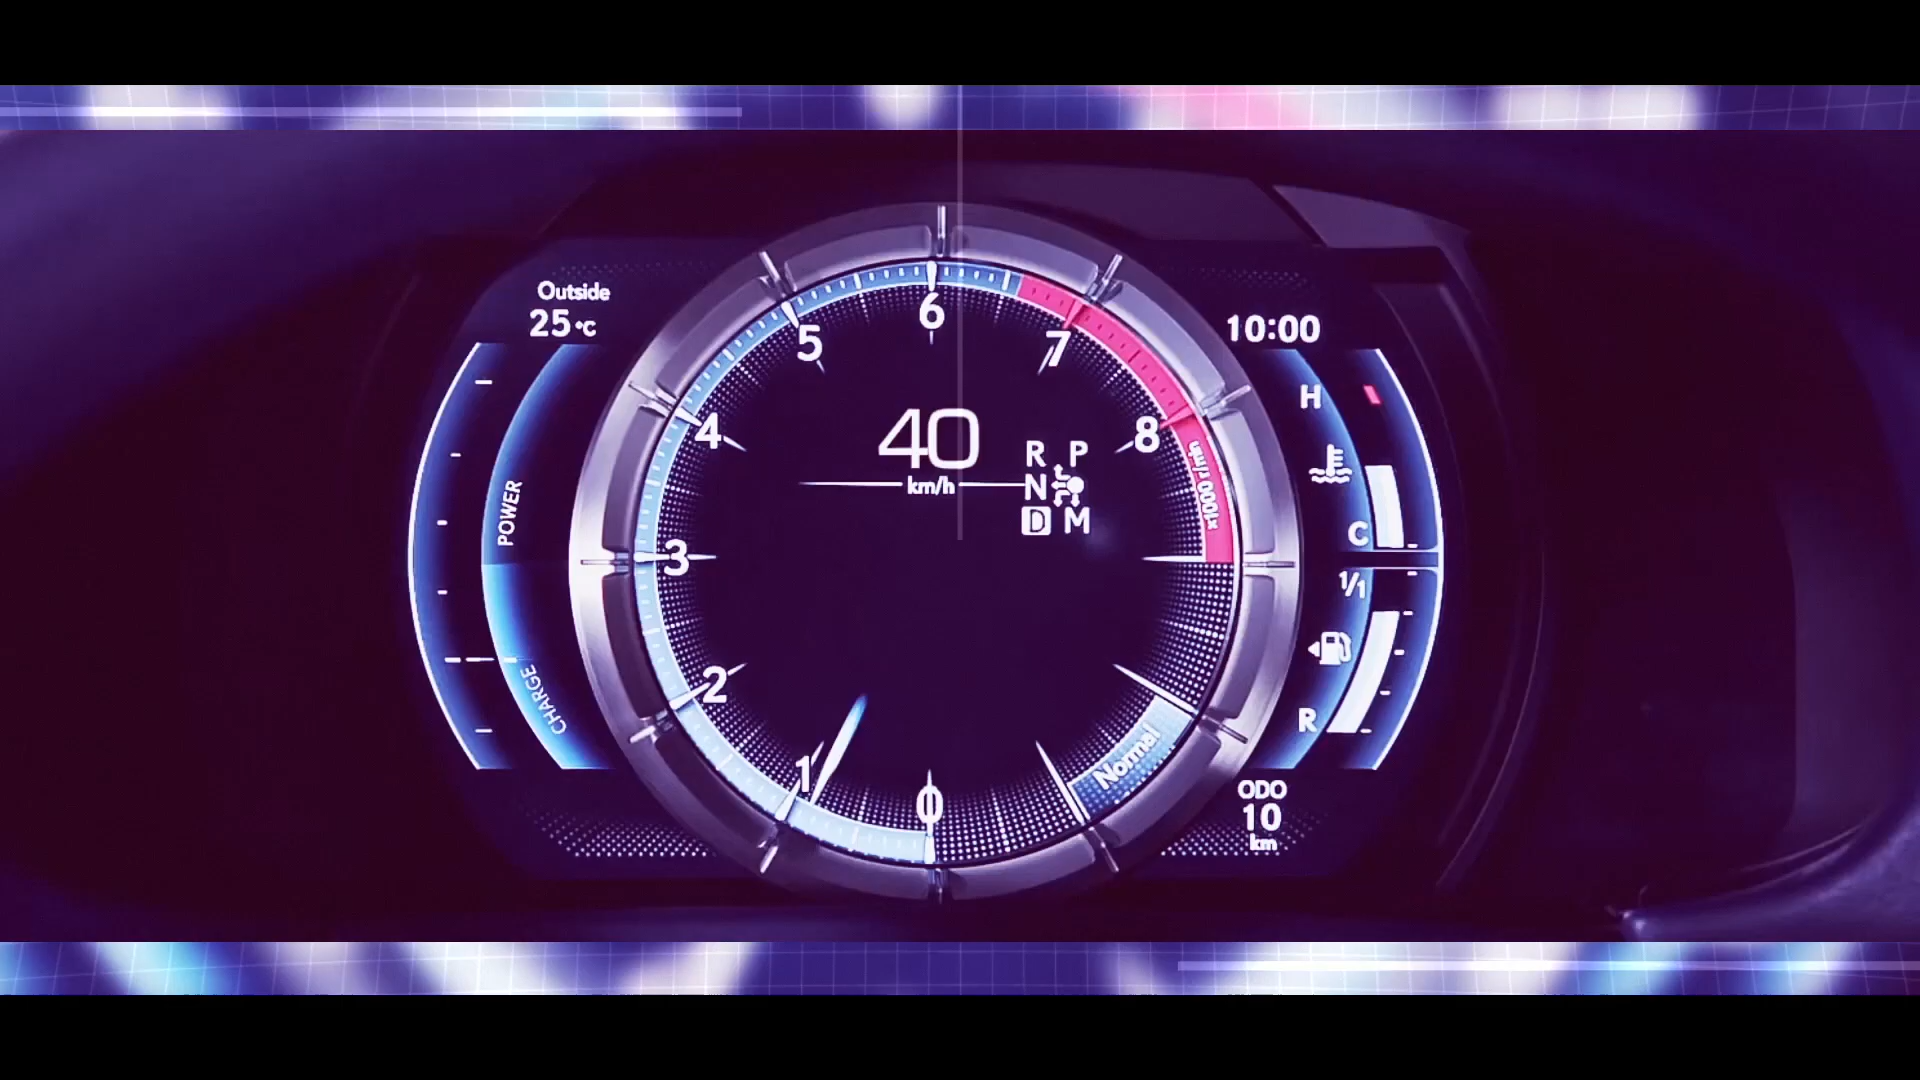 Outside
25°C
10:00
6
5
7
4
8
40
km/h
R P
N
D M
×1000 r/min
3
2
1
0
Normal
POWER
CHARGE
H
C
1/1
R
ODO
10
km